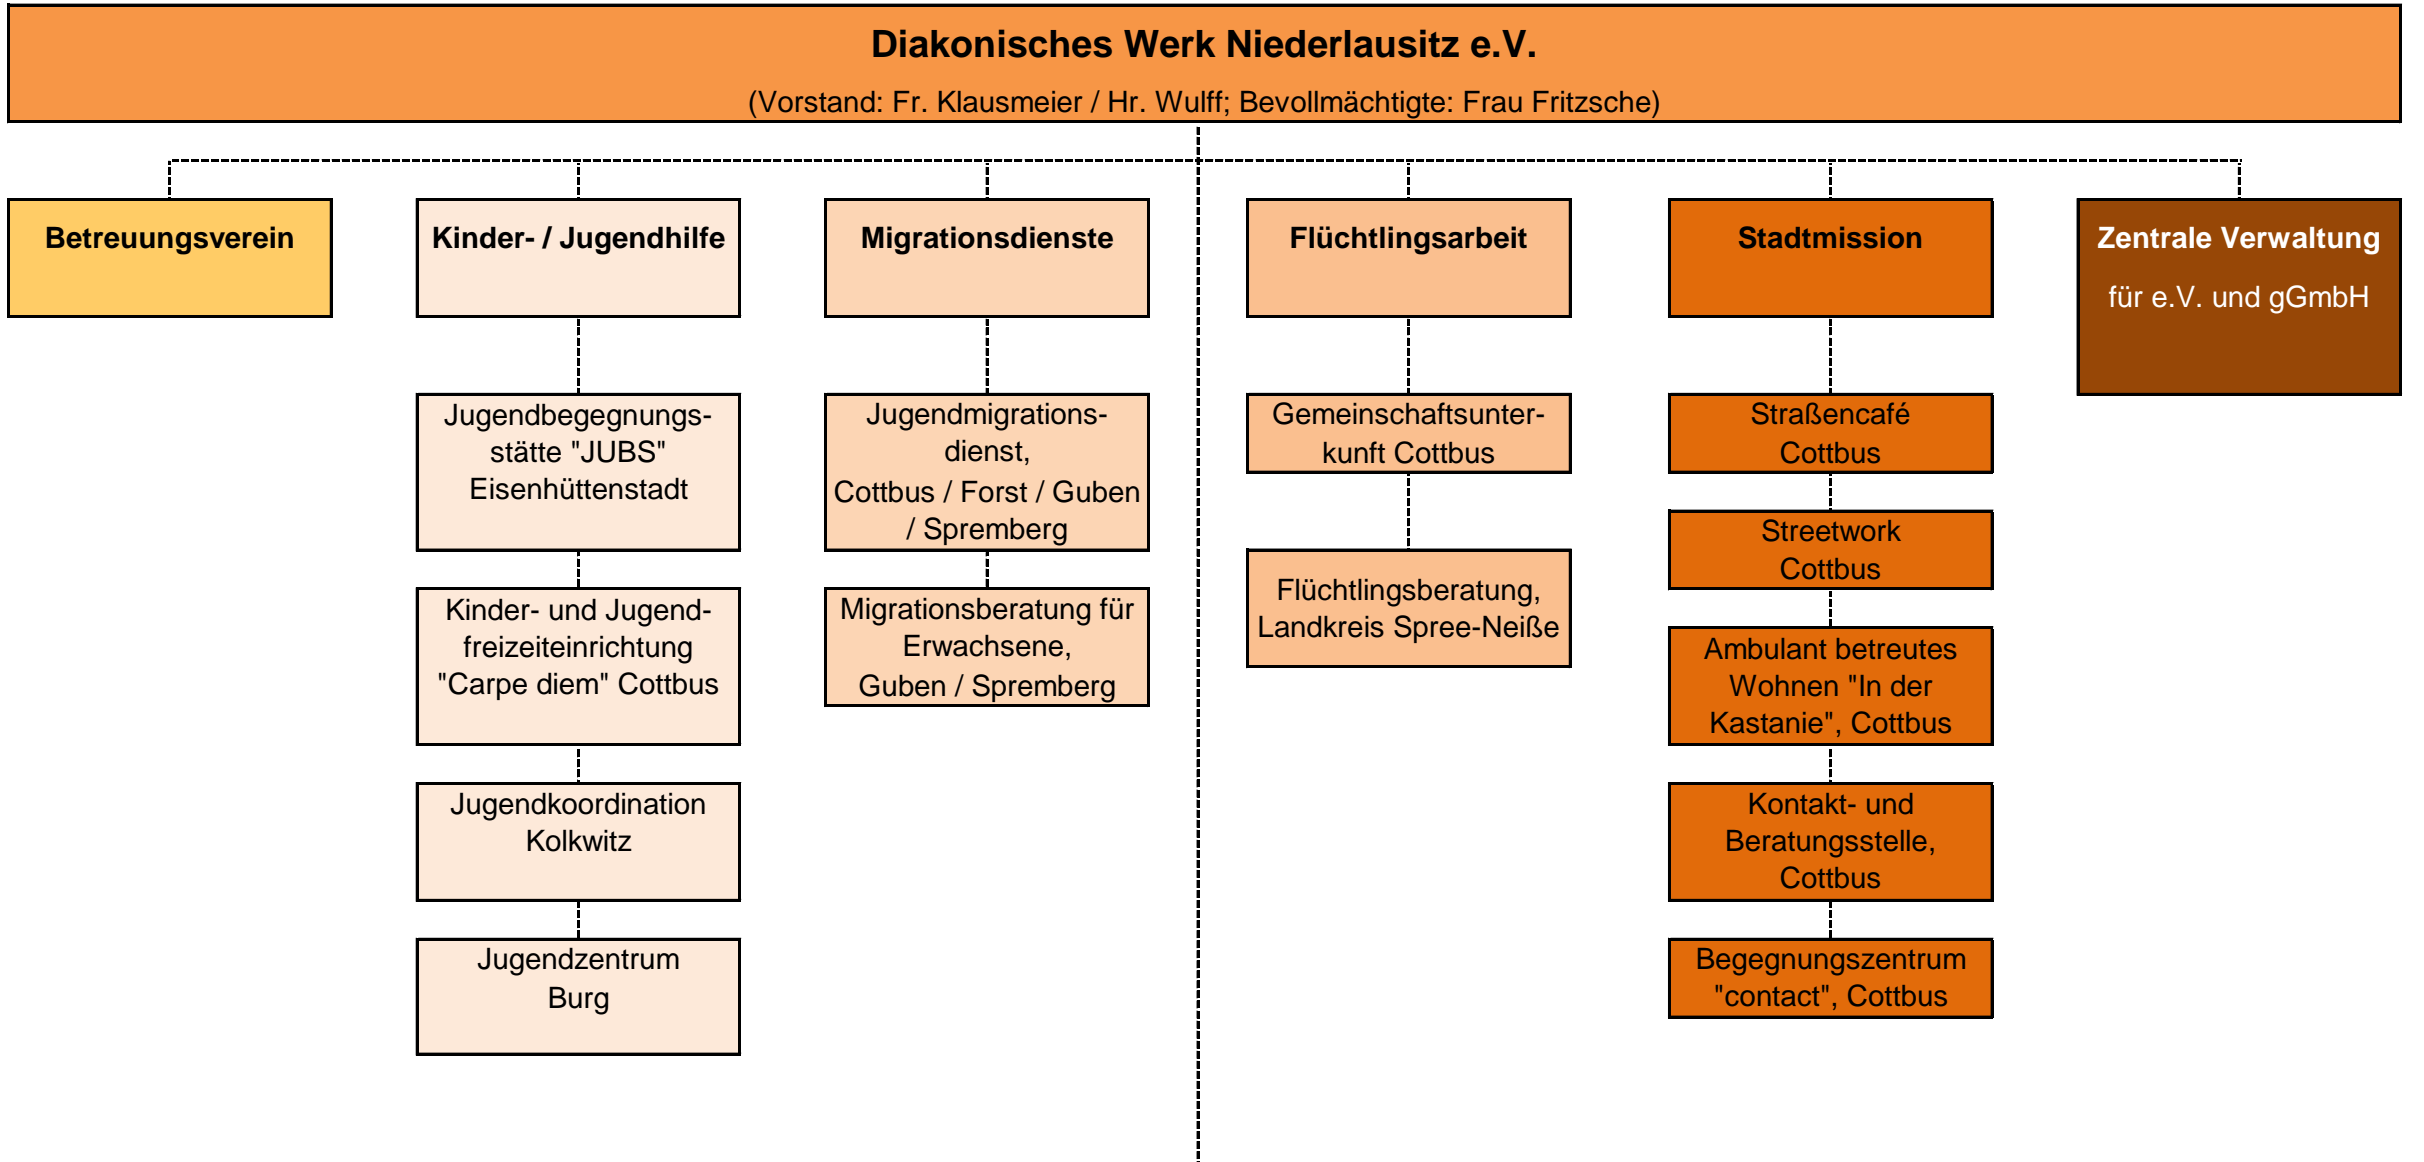 Diakonisches Werk Niederlausitz e.V.
(Vorstand: Fr. Klausmeier / Hr. Wulff; Bevollmächtigte: Frau Fritzsche)
Betreuungsverein
Kinder- / Jugendhilfe
Jugendbegegnungs-
stätte "JUBS"
Eisenhüttenstadt
Kinder- und Jugend-
freizeiteinrichtung
"Carpe diem" Cottbus
Jugendkoordination
Kolkwitz
Jugendzentrum
Burg
Migrationsdienste
Jugendmigrations-
dienst,
Cottbus / Forst / Guben
/ Spremberg
Migrationsberatung für
Erwachsene,
Guben / Spremberg
Flüchtlingsarbeit
Gemeinschaftsunter-
kunft Cottbus
Flüchtlingsberatung,
Landkreis Spree-Neiße
Stadtmission
Straßencafé
Cottbus
Streetwork
Cottbus
Ambulant betreutes
Wohnen "In der
Kastanie", Cottbus
Kontakt- und
Beratungsstelle,
Cottbus
Begegnungszentrum
"contact", Cottbus
Zentrale Verwaltung
für e.V. und gGmbH